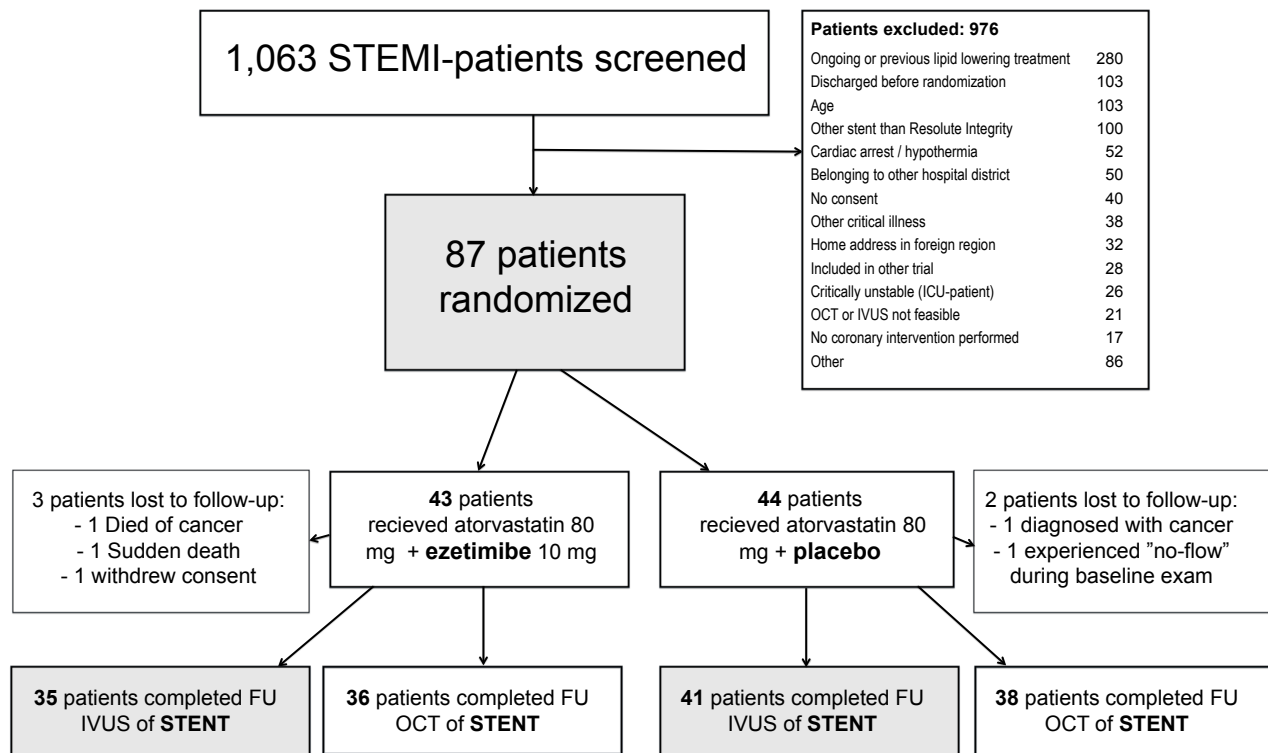 1,063 STEMI-patients screened
Patients excluded: 976
Ongoing or previous lipid lowering treatment 280
Discharged before randomization 103
Age 103
Other stent than Resolute Integrity 100
Cardiac arrest / hypothermia 52
Belonging to other hospital district 50
No consent 40
Other critical illness 38
Home address in foreign region 32
Included in other trial 28
Critically unstable (ICU-patient) 26
OCT or IVUS not feasible 21
No coronary intervention performed 17
Other 86
87 patients
randomized
3 patients lost to follow-up:
- 1 Died of cancer
- 1 Sudden death
- 1 withdrew consent
43 patients
recieved atorvastatin 80
mg + ezetimibe 10 mg
44 patients
recieved atorvastatin 80
mg + placebo
2 patients lost to follow-up:
- 1 diagnosed with cancer
- 1 experienced ”no-flow”
during baseline exam
35 patients completed FU
IVUS of STENT
36 patients completed FU
OCT of STENT
41 patients completed FU
IVUS of STENT
38 patients completed FU
OCT of STENT